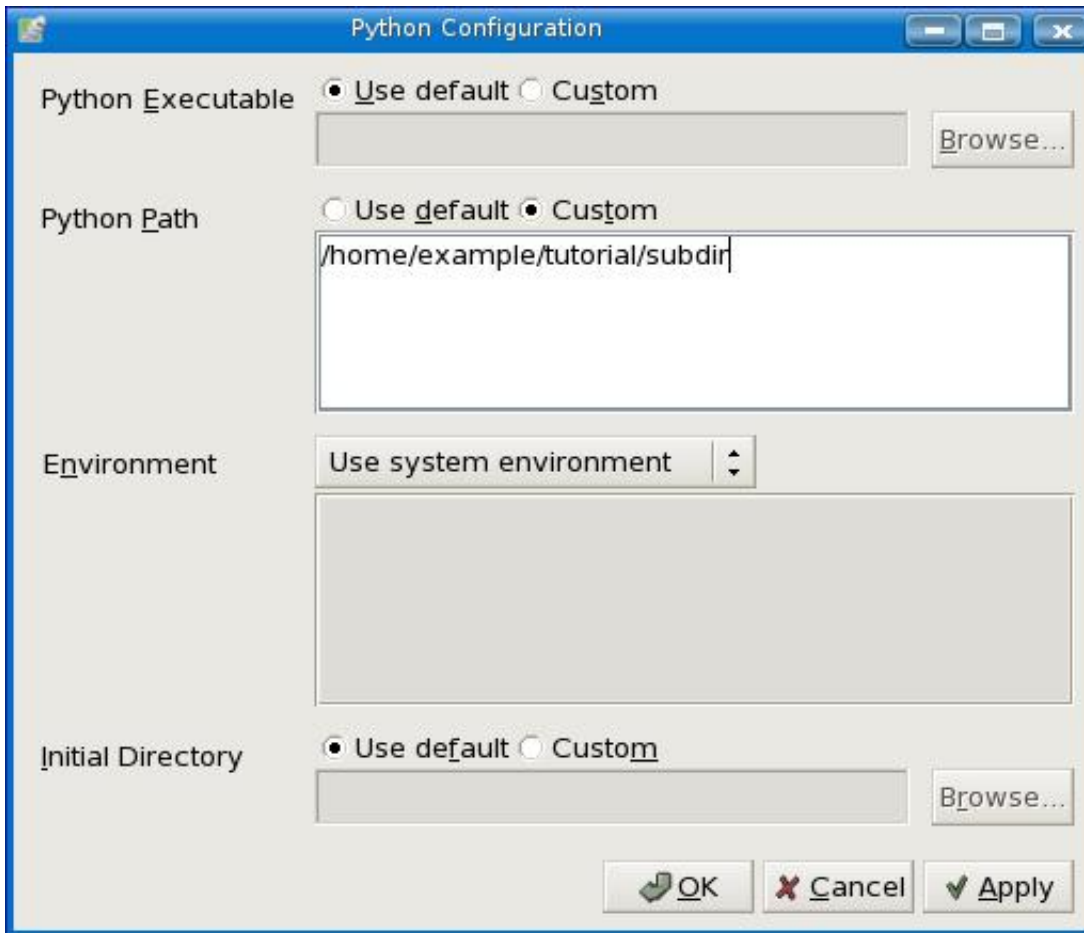 Python Configuration
Python Executable
Use default Custom
Browse...
Python Path
Use default Custom
/home/example/tutorial/subdir
Environment
Use system environment
Initial Directory
Use default Custom
Browse...
OK Cancel Apply